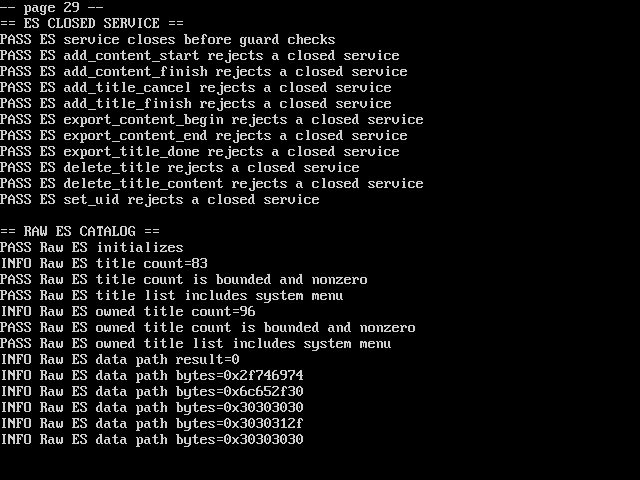 -- page 29 --
== ES CLOSED SERVICE ==
PASS ES service closes before guard checks
PASS ES add_content_start rejects a closed service
PASS ES add_content_finish rejects a closed service
PASS ES add_title_cancel rejects a closed service
PASS ES add_title_finish rejects a closed service
PASS ES export_content_begin rejects a closed service
PASS ES export_content_end rejects a closed service
PASS ES export_title_done rejects a closed service
PASS ES delete_title rejects a closed service
PASS ES delete_title_content rejects a closed service
PASS ES set_uid rejects a closed service
== RAW ES CATALOG ==
PASS Raw ES initializes
INFO Raw ES title count=83
PASS Raw ES title count is bounded and nonzero
PASS Raw ES title list includes system menu
INFO Raw ES owned title count=96
PASS Raw ES owned title count is bounded and nonzero
PASS Raw ES owned title list includes system menu
INFO Raw ES data path result=0
INFO Raw ES data path bytes=0x2f746974
INFO Raw ES data path bytes=0x6c652f30
INFO Raw ES data path bytes=0x30303030
INFO Raw ES data path bytes=0x3030312f
INFO Raw ES data path bytes=0x30303030